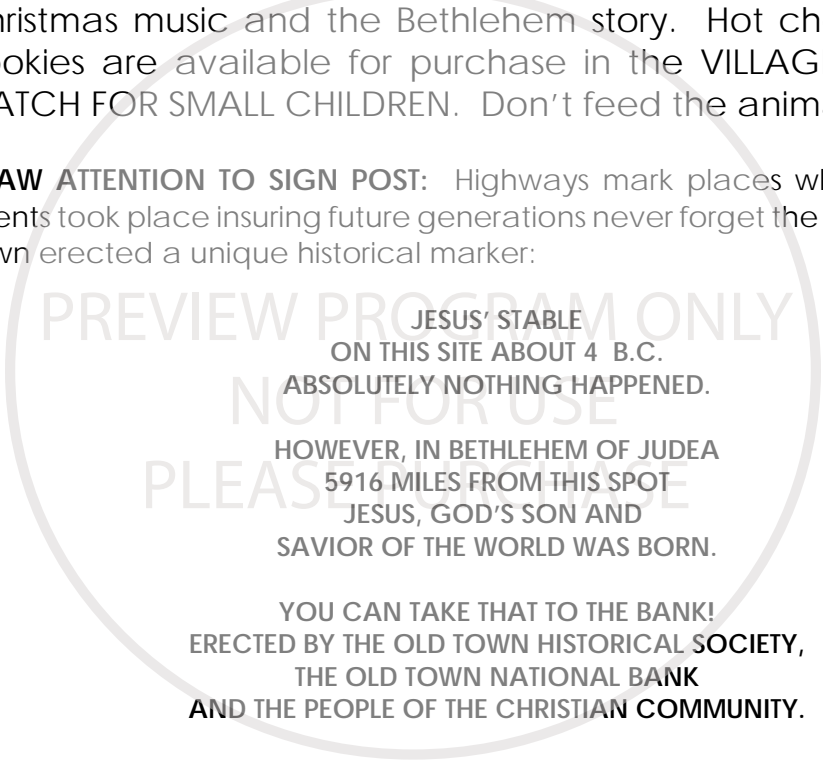 hristmas music and the Bethlehem story. Hot ch
ookies are available for purchase in the VILLAG
ATCH FOR SMALL CHILDREN. Don't feed the anim
AW ATTENTION TO SIGN POST: Highways mark places wh
ents took place insuring future generations never forget the
wn erected a unique historical marker:
PREVIEW PROGRAM ONLY
JESUS' STABLE
ON THIS SITE ABOUT 4 B.C.
ABSOLUTELY NOTHING HAPPENED.
NOT FOR USE
HOWEVER, IN BETHLEHEM OF JUDEA
5916 MILES FROM THIS SPOT
PLEASE PURCHASE
JESUS, GOD'S SON AND
SAVIOR OF THE WORLD WAS BORN.
YOU CAN TAKE THAT TO THE BANK!
ERECTED BY THE OLD TOWN HISTORICAL SOCIETY,
THE OLD TOWN NATIONAL BANK
AND THE PEOPLE OF THE CHRISTIAN COMMUNITY.